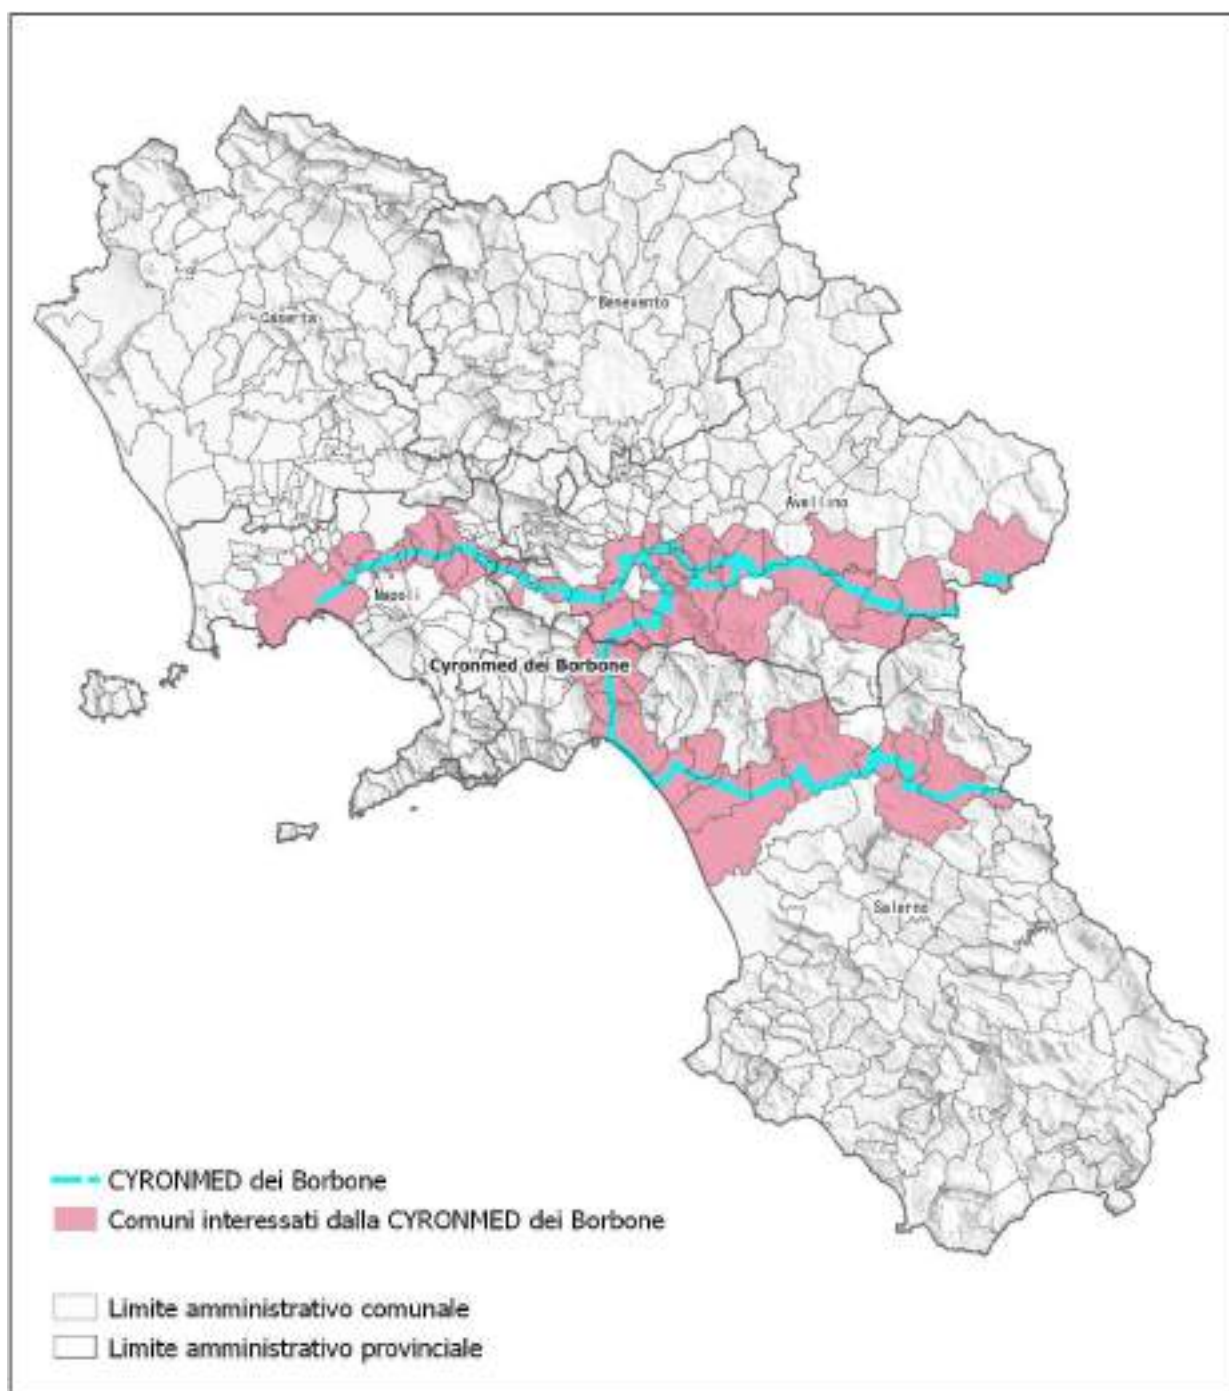 Benevento
Caserta
Avellino
Napoli
Cyronmed dei Borbone
Salerno
CYRONMED dei Borbone
Comuni interessati dalla CYRONMED dei Borbone
Limite amministrativo comunale
Limite amministrativo provinciale